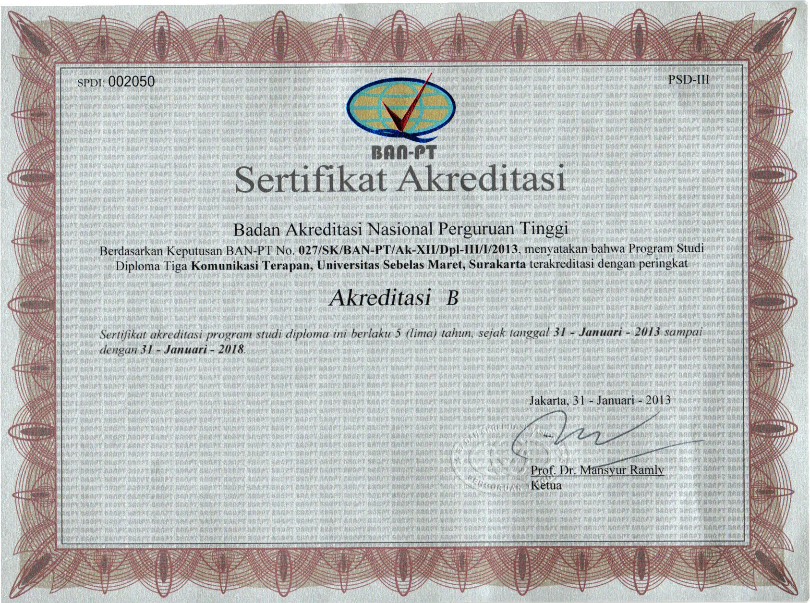 SPDI: 002050
PSD-III
BAN-PT
Sertifikat Akreditasi
Badan Akreditasi Nasional Perguruan Tinggi
Berdasarkan Keputusan BAN-PT No. 027/SK/BAN-PT/Ak-XII/Dpl-III/I/2013, menyatakan bahwa Program Studi
Diploma Tiga Komunikasi Terapan, Universitas Sebelas Maret, Surakarta terakreditasi dengan peringkat
Akreditasi B
Sertifikat akreditasi program studi diploma ini berlaku 5 (lima) tahun, sejak tanggal 31 - Januari - 2013 sampai
dengan 31 - Januari - 2018.
Jakarta, 31 - Januari - 2013
Prof. Dr. Mansyur Ramly
Ketua